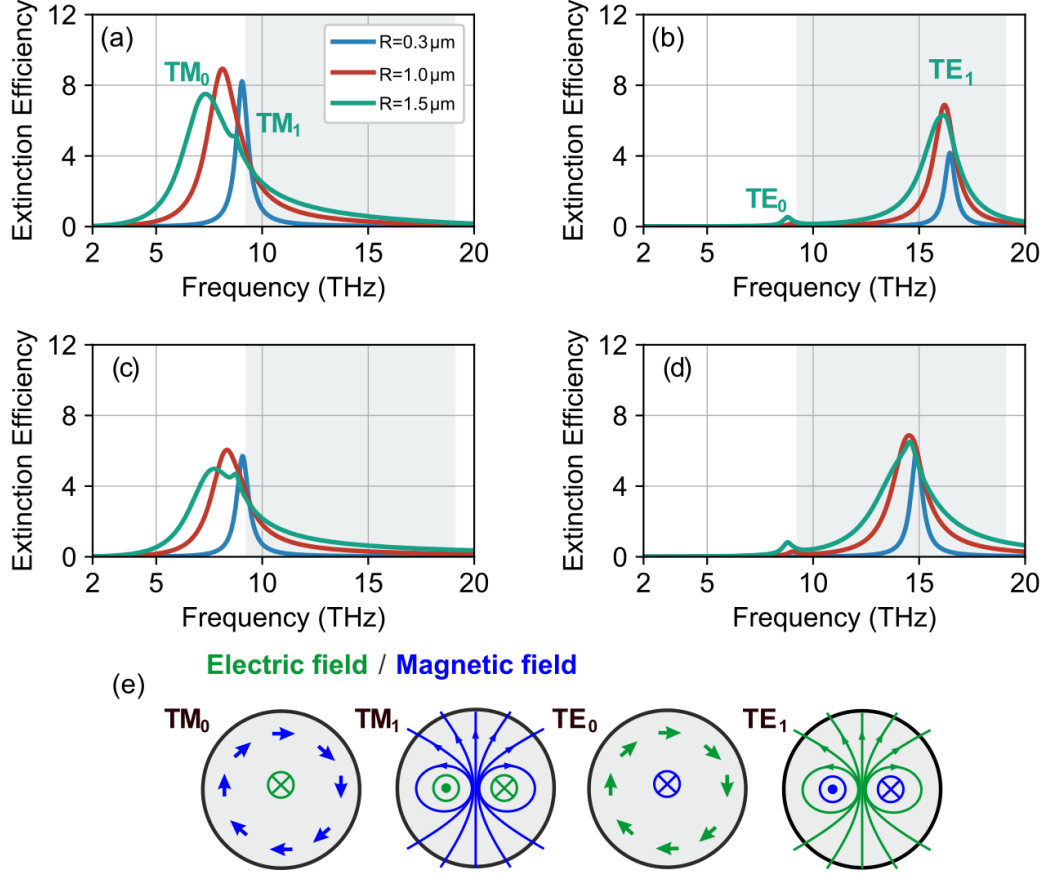 (a)
12
8
4
0
2
5
10
15
20
Extinction Efficiency
Frequency (THz)
TM0
TM1
R=0.3μm
R=1.0μm
R=1.5μm
(b)
12
8
4
0
2
5
10
15
20
Extinction Efficiency
Frequency (THz)
TE0
TE1
(c)
12
8
4
0
2
5
10
15
20
Extinction Efficiency
Frequency (THz)
(d)
12
8
4
0
2
5
10
15
20
Extinction Efficiency
Frequency (THz)
Electric field / Magnetic field
(e)
TM0
TM1
TE0
TE1